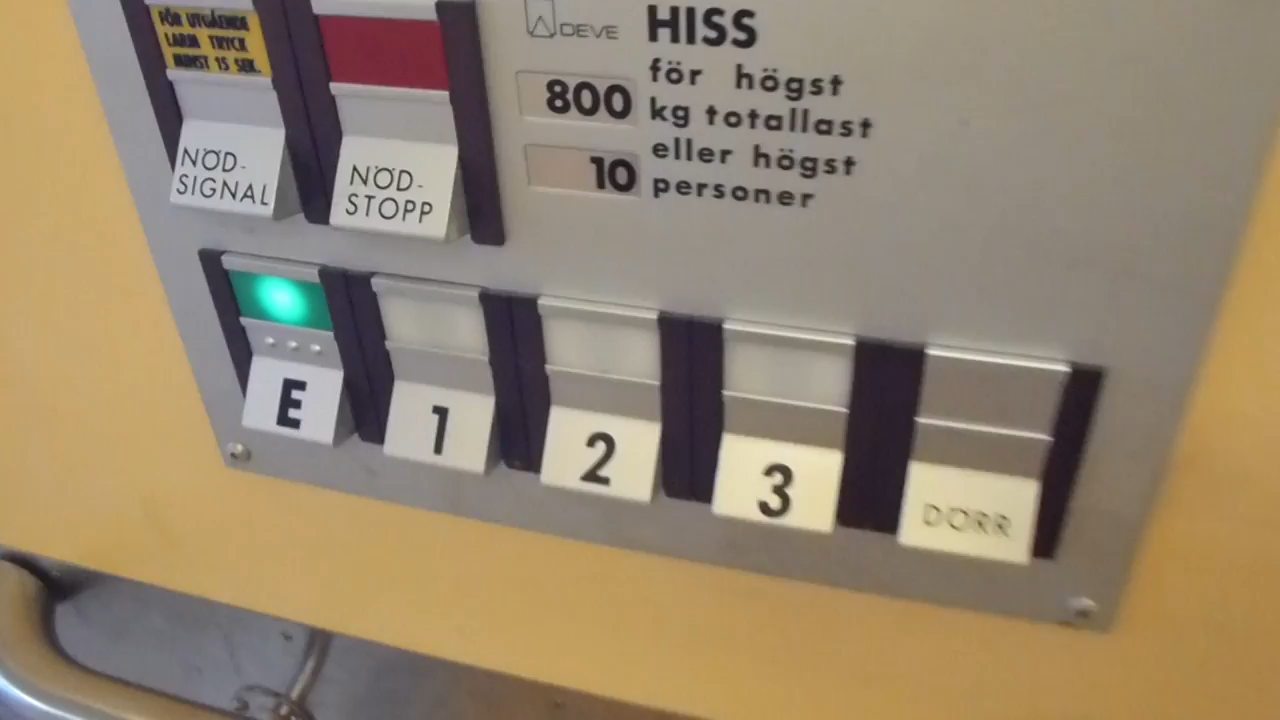 FÖR UTGÅENDE
LARM TRYCK
MINST 15 SEK.
NÖD-
SIGNAL
NÖD-
STOPP
DEVE
HISS
för högst
800 kg totallast
eller högst
10 personer
E
1
2
3
DÖRR